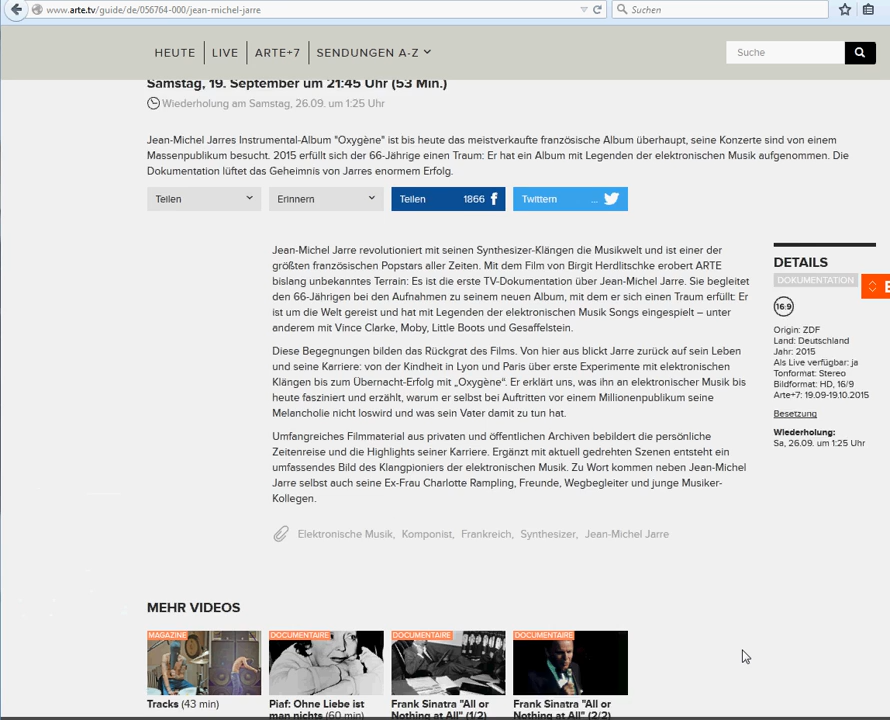 www.arte.tv/guide/de/056764-000/jean-michel-jarre
Suchen
HEUTE LIVE ARTE+7 SENDUNGEN A-Z
Suche
Samstag, 19. September um 21:45 Uhr (53 Min.)
Wiederholung am Samstag, 26.09. um 1:25 Uhr
Jean-Michel Jarres Instrumental-Album "Oxygène" ist bis heute das meistverkaufte französische Album überhaupt, seine Konzerte sind von einem
Massenpublikum besucht. 2015 erfüllt sich der 66-Jährige einen Traum: Er hat ein Album mit Legenden der elektronischen Musik aufgenommen. Die
Dokumentation lüftet das Geheimnis von Jarres enormem Erfolg.
Teilen Erinnern Teilen 1866 f Twittern ...
Jean-Michel Jarre revolutioniert mit seinen Synthesizer-Klängen die Musikwelt und ist einer der
größten französischen Popstars aller Zeiten. Mit dem Film von Birgit Herdlitschke erobert ARTE
bislang unbekanntes Terrain: Es ist die erste TV-Dokumentation über Jean-Michel Jarre. Sie begleitet
den 66-Jährigen bei den Aufnahmen zu seinem neuen Album, mit dem er sich einen Traum erfüllt: Er
ist um die Welt gereist und hat mit Legenden der elektronischen Musik Songs eingespielt – unter
anderem mit Vince Clarke, Moby, Little Boots und Gesaffelstein.
Diese Begegnungen bilden das Rückgrat des Films. Von hier aus blickt Jarre zurück auf sein Leben
und seine Karriere: von der Kindheit in Lyon und Paris über erste Experimente mit elektronischen
Klängen bis zum Übernacht-Erfolg mit „Oxygène“. Er erklärt uns, was ihn an elektronischer Musik bis
heute fasziniert und erzählt, warum er selbst bei Auftritten vor einem Millionenpublikum seine
Melancholie nicht loswird und was sein Vater damit zu tun hat.
Umfangreiches Filmmaterial aus privaten und öffentlichen Archiven bebildert die persönliche
Zeitenreise und die Highlights seiner Karriere. Ergänzt mit aktuell gedrehten Szenen entsteht ein
umfassendes Bild des Klangpioniers der elektronischen Musik. Zu Wort kommen neben Jean-Michel
Jarre selbst auch seine Ex-Frau Charlotte Rampling, Freunde, Wegbegleiter und junge Musiker-
Kollegen.
Elektronische Musik, Komponist, Frankreich, Synthesizer, Jean-Michel Jarre
DETAILS
DOKUMENTATION
16:9
Origin: ZDF
Land: Deutschland
Jahr: 2015
Als Live verfügbar: ja
Tonformat: Stereo
Bildformat: HD, 16/9
Arte+7: 19.09-19.10.2015
Besetzung
Wiederholung:
Sa, 26.09. um 1:25 Uhr
MEHR VIDEOS
MAGAZINE DOCUMENTAIRE DOCUMENTAIRE DOCUMENTAIRE
Tracks (43 min) Piaf: Ohne Liebe ist Frank Sinatra "All or Frank Sinatra "All or
man nichts (60 min) Nothing at All" (1/2) Nothing at All" (2/2)